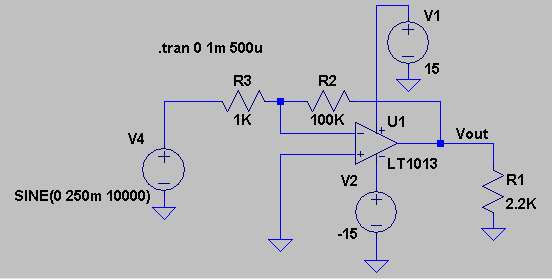 V1
.tran 0 1m 500u
15
R3
R2
1K
100K
U1
V4
Vout
LT1013
V2
R1
SINE(0 250m 10000)
2.2K
-15